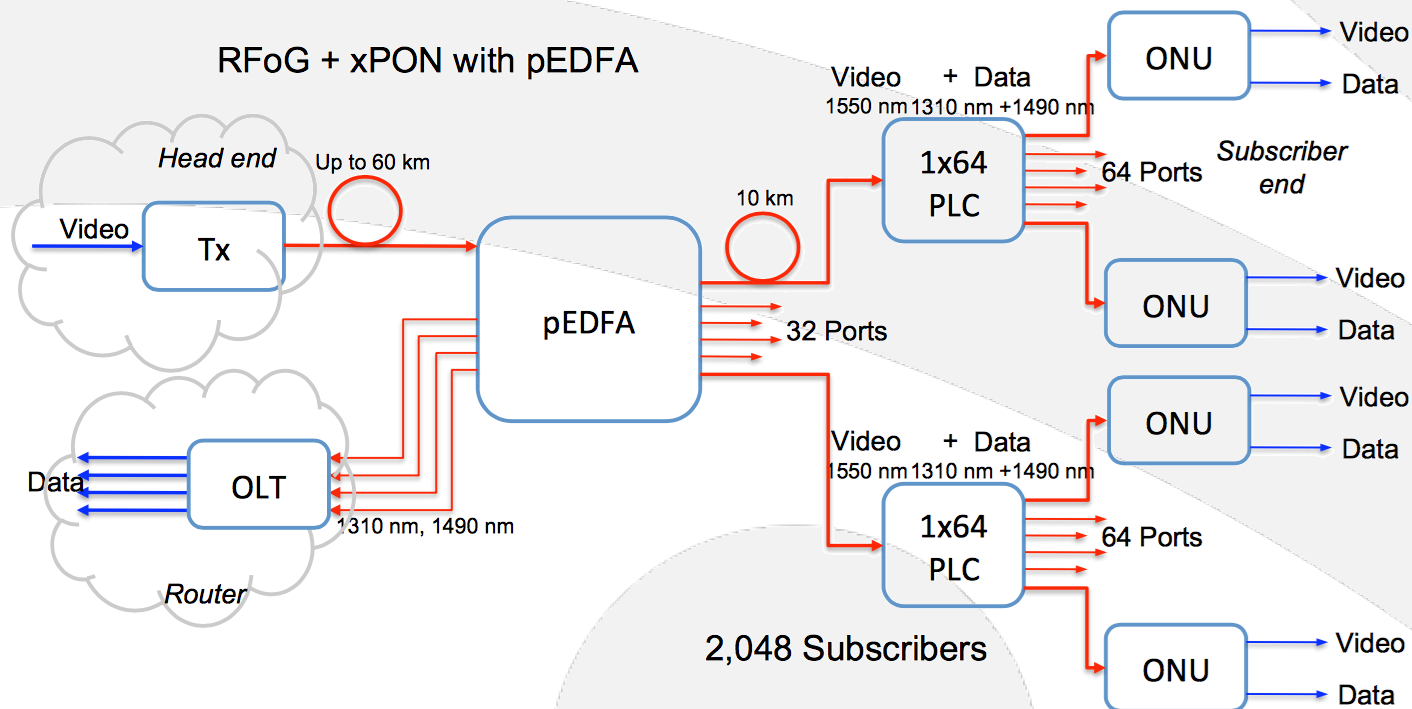 RFoG + xPON with pEDFA
Head end
Up to 60 km
Video
Tx
pEDFA
10 km
32 Ports
Data
OLT
1310 nm, 1490 nm
Router
Video + Data
1550 nm 1310 nm +1490 nm
1x64
PLC
64 Ports
Subscriber
end
ONU
Video
Data
ONU
Video
Data
Video + Data
1550 nm 1310 nm +1490 nm
1x64
PLC
64 Ports
ONU
Video
Data
ONU
Video
Data
2,048 Subscribers